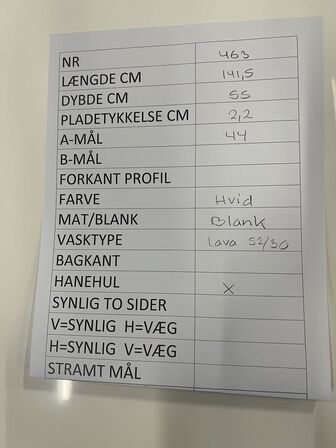 NR 463
LÆNGDE CM 141,5
DYBDE CM 55
PLADETYKKELSE CM 2,2
A-MÅL 44
B-MÅL
FORKANT PROFIL
FARVE Hvid
MAT/BLANK Blank
VASKTYPE Lava 52/30
BAGKANT
HANEHUL X
SYNLIG TO SIDER
V=SYNLIG H=VÆG
H=SYNLIG V=VÆG
STRAMT MÅL